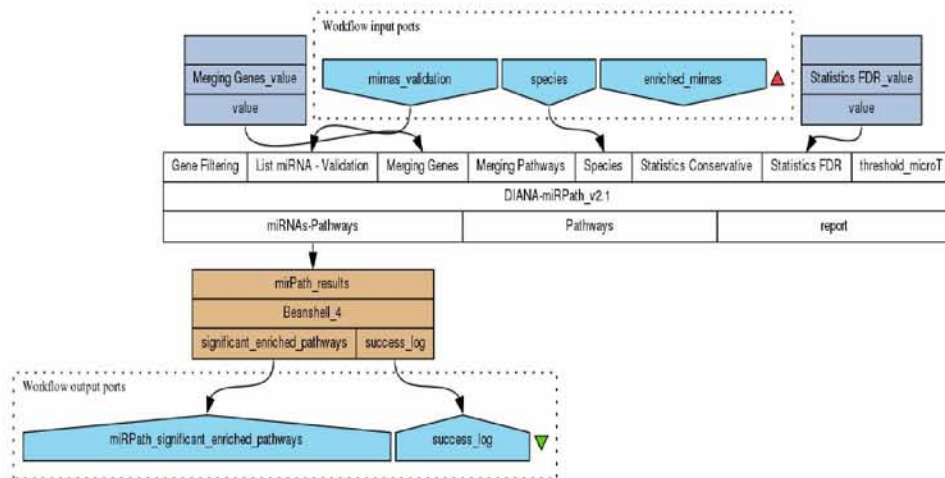 Workflow input ports
Merging Genes_value
value
mirnas_validation
species
enriched_mirnas
Statistics FDR_value
value
Gene Filtering
List miRNA - Validation
Merging Genes
Merging Pathways
Species
Statistics Conservative
Statistics FDR
threshold_microT
DIANA-miRPath_v2.1
miRNAs-Pathways
Pathways
report
mirPath_results
Beanshell_4
significant_enriched_pathways
success_log
Workflow output ports
miRPath_significant_enriched_pathways
success_log